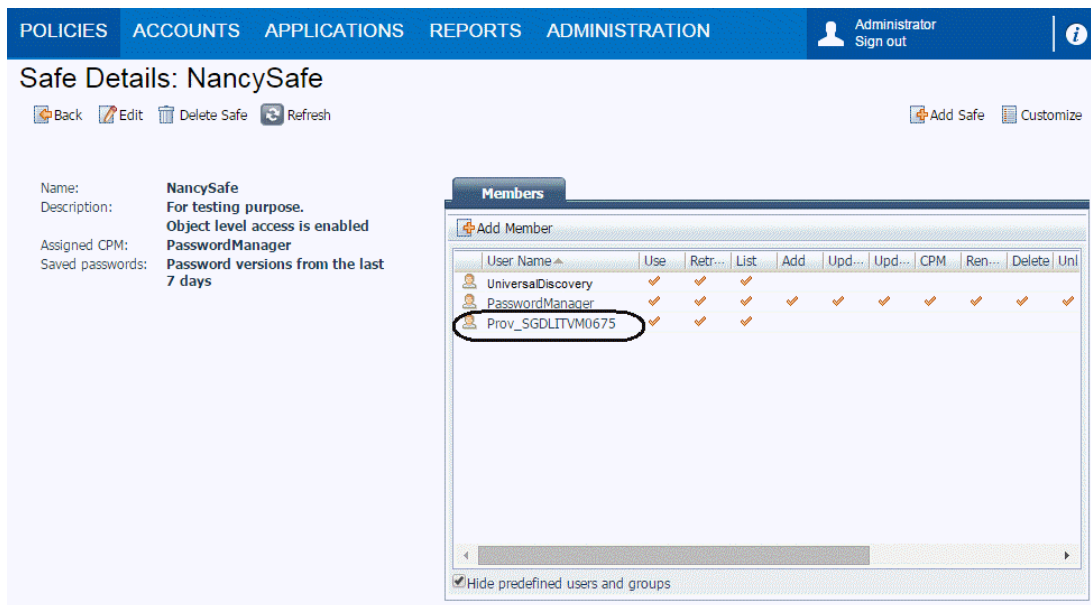 POLICIES ACCOUNTS APPLICATIONS REPORTS ADMINISTRATION Administrator
Sign out
Safe Details: NancySafe
Back Edit Delete Safe Refresh Add Safe Customize
Name: NancySafe
Description: For testing purpose.
Object level access is enabled
Assigned CPM: PasswordManager
Saved passwords: Password versions from the last
7 days
Members
Add Member
User Name Use Retr... List Add Upd... Upd... CPM Ren... Delete Unl
UniversalDiscovery
PasswordManager
Prov_SGDLITVM0675
Hide predefined users and groups